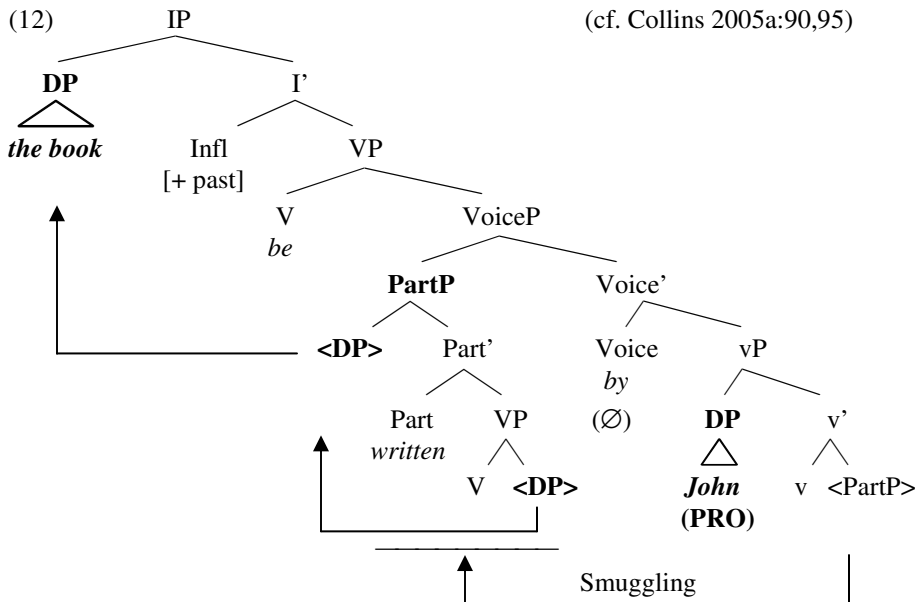 (12) IP (cf. Collins 2005a:90,95)
DP I’
the book Infl VP
[+ past]
V VoiceP
be
PartP Voice’
<DP> Part’ Voice vP
by
Part VP (∅) DP v’
written
V <DP> John v <PartP>
(PRO)
Smuggling